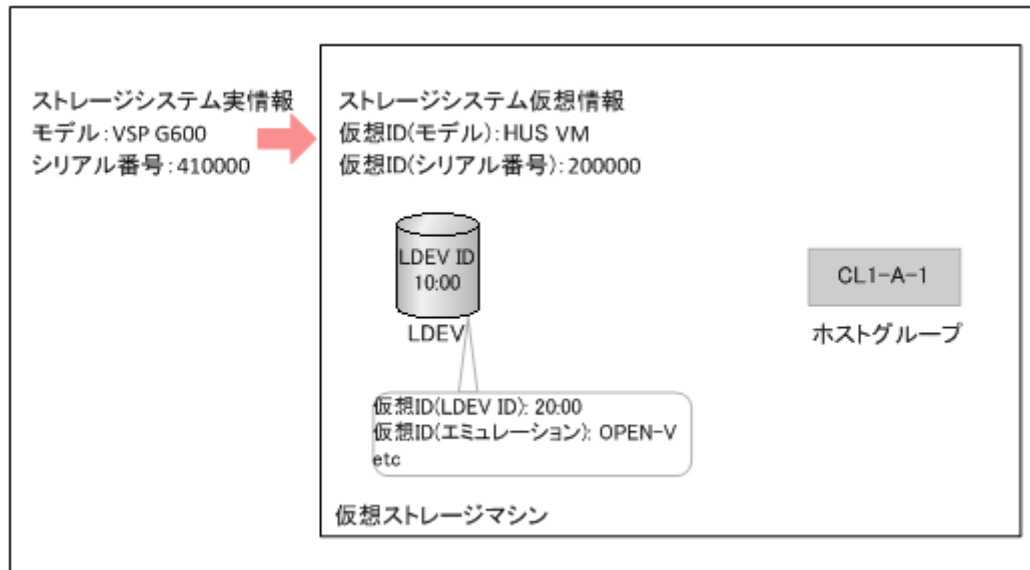 ストレージシステム実情報
モデル：VSP G600
シリアル番号：410000
ストレージシステム仮想情報
仮想ID(モデル)：HUS VM
仮想ID(シリアル番号)：200000
LDEV ID
10:00
LDEV
CL1-A-1
ホストグループ
仮想ID(LDEV ID): 20:00
仮想ID(エミュレーション): OPEN-V
etc
仮想ストレージマシン